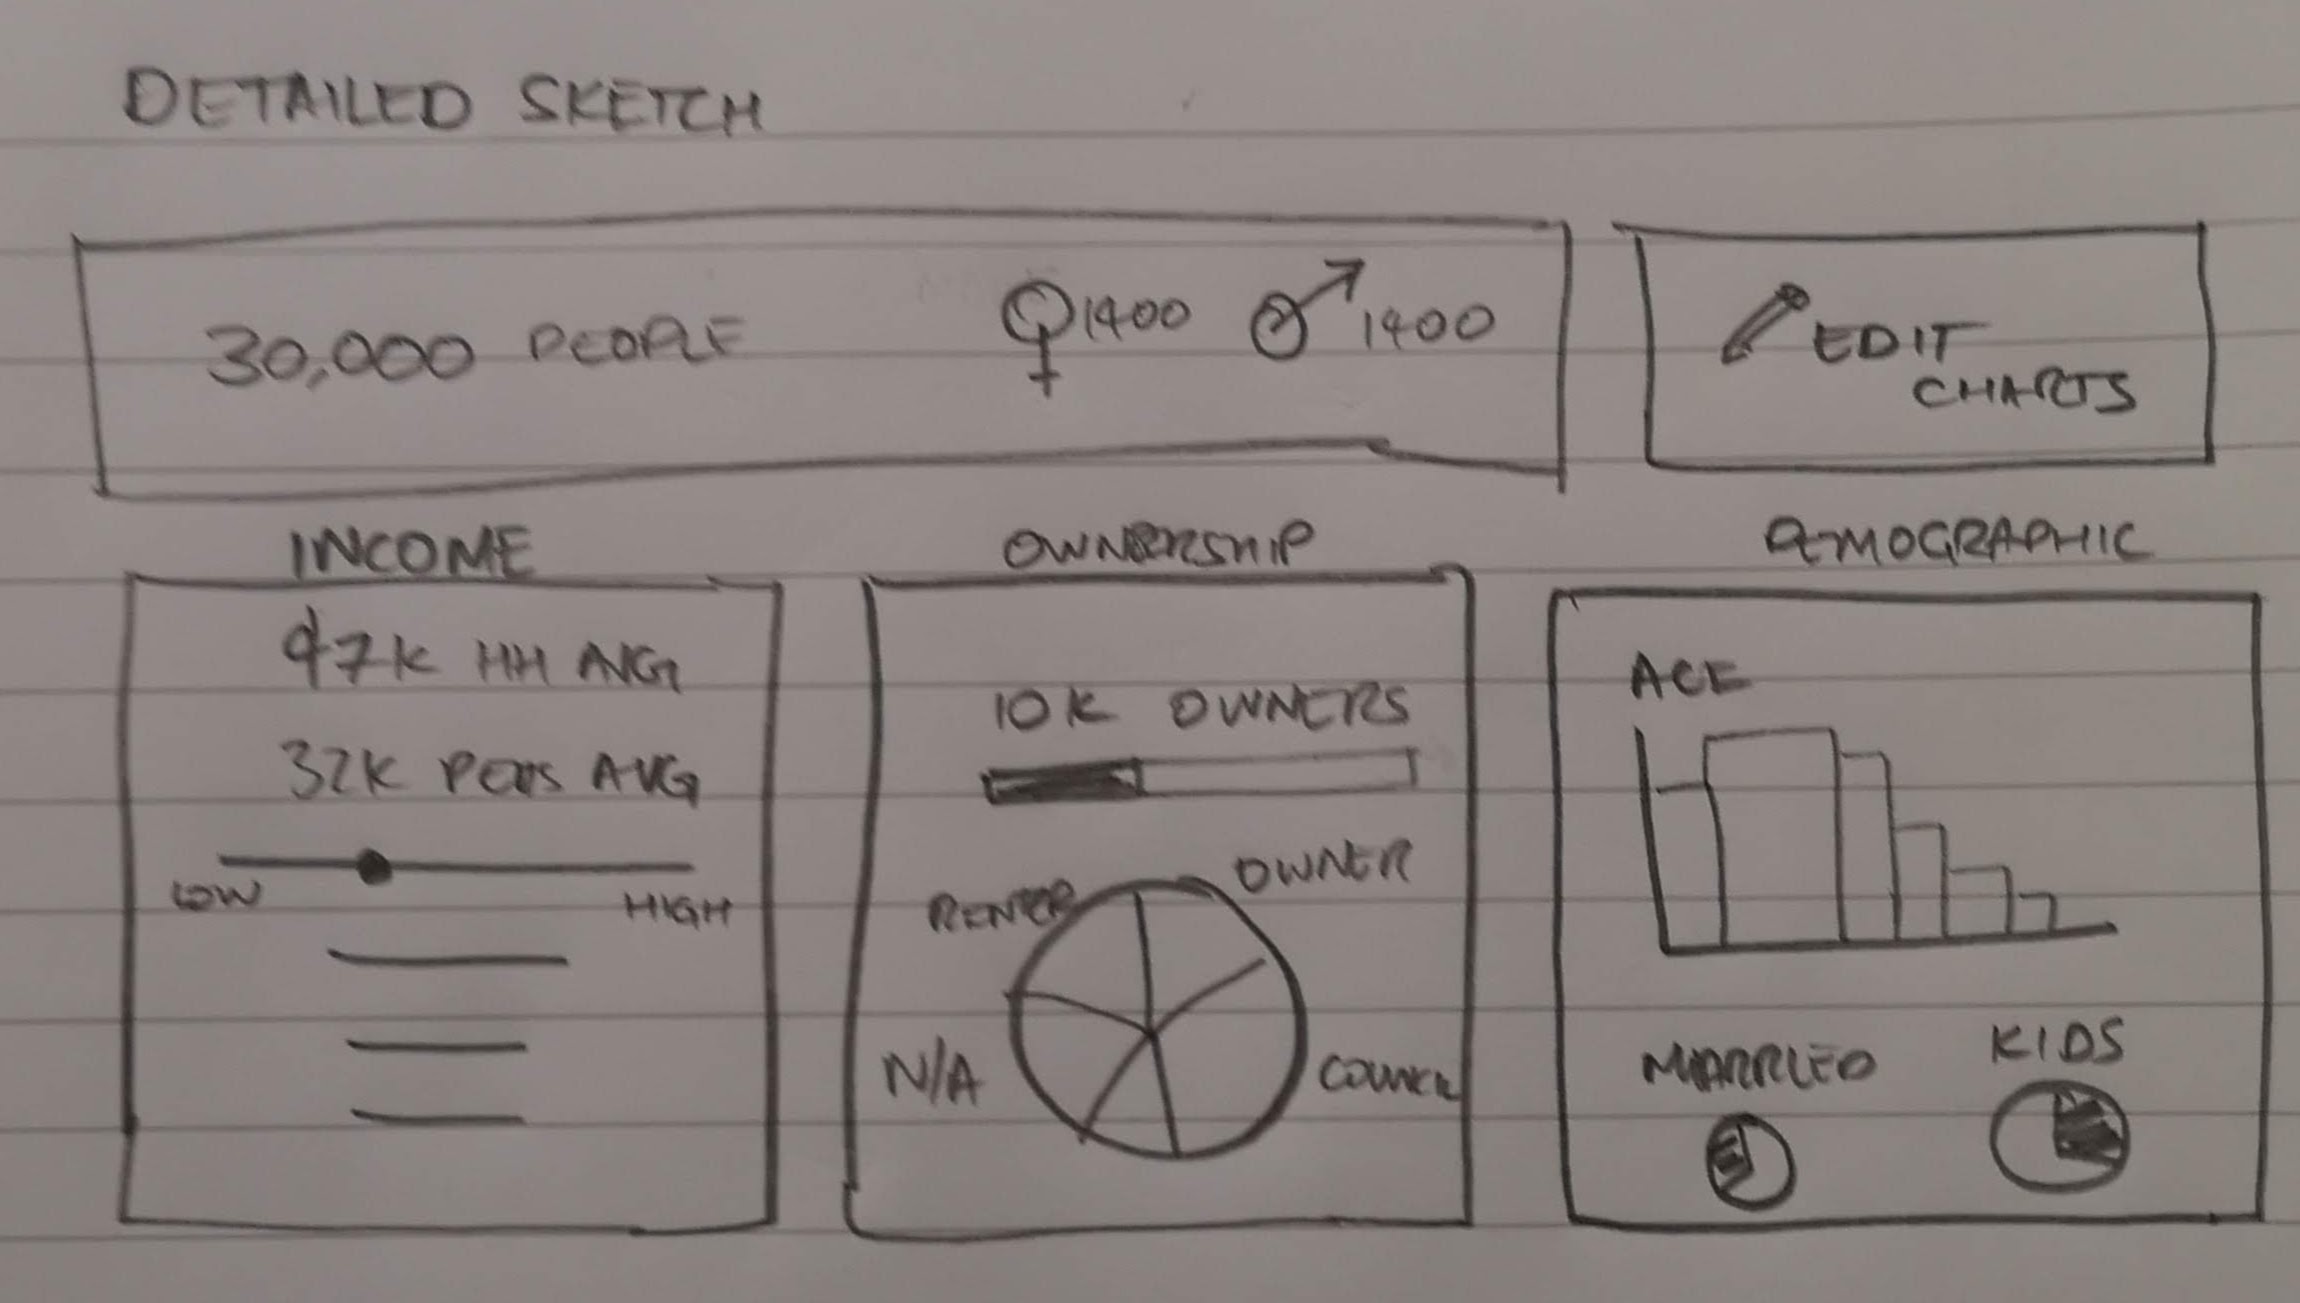 DETAILED SKETCH
30,000 PEOPLE
♀ 1400
♂ 1400
EDIT
CHARTS
INCOME
47K HH AVG
32K PERS AVG
LOW
HIGH
OWNERSHIP
10K OWNERS
RENTER
OWNER
N/A
COUNCIL
DEMOGRAPHIC
AGE
MARRIED
KIDS